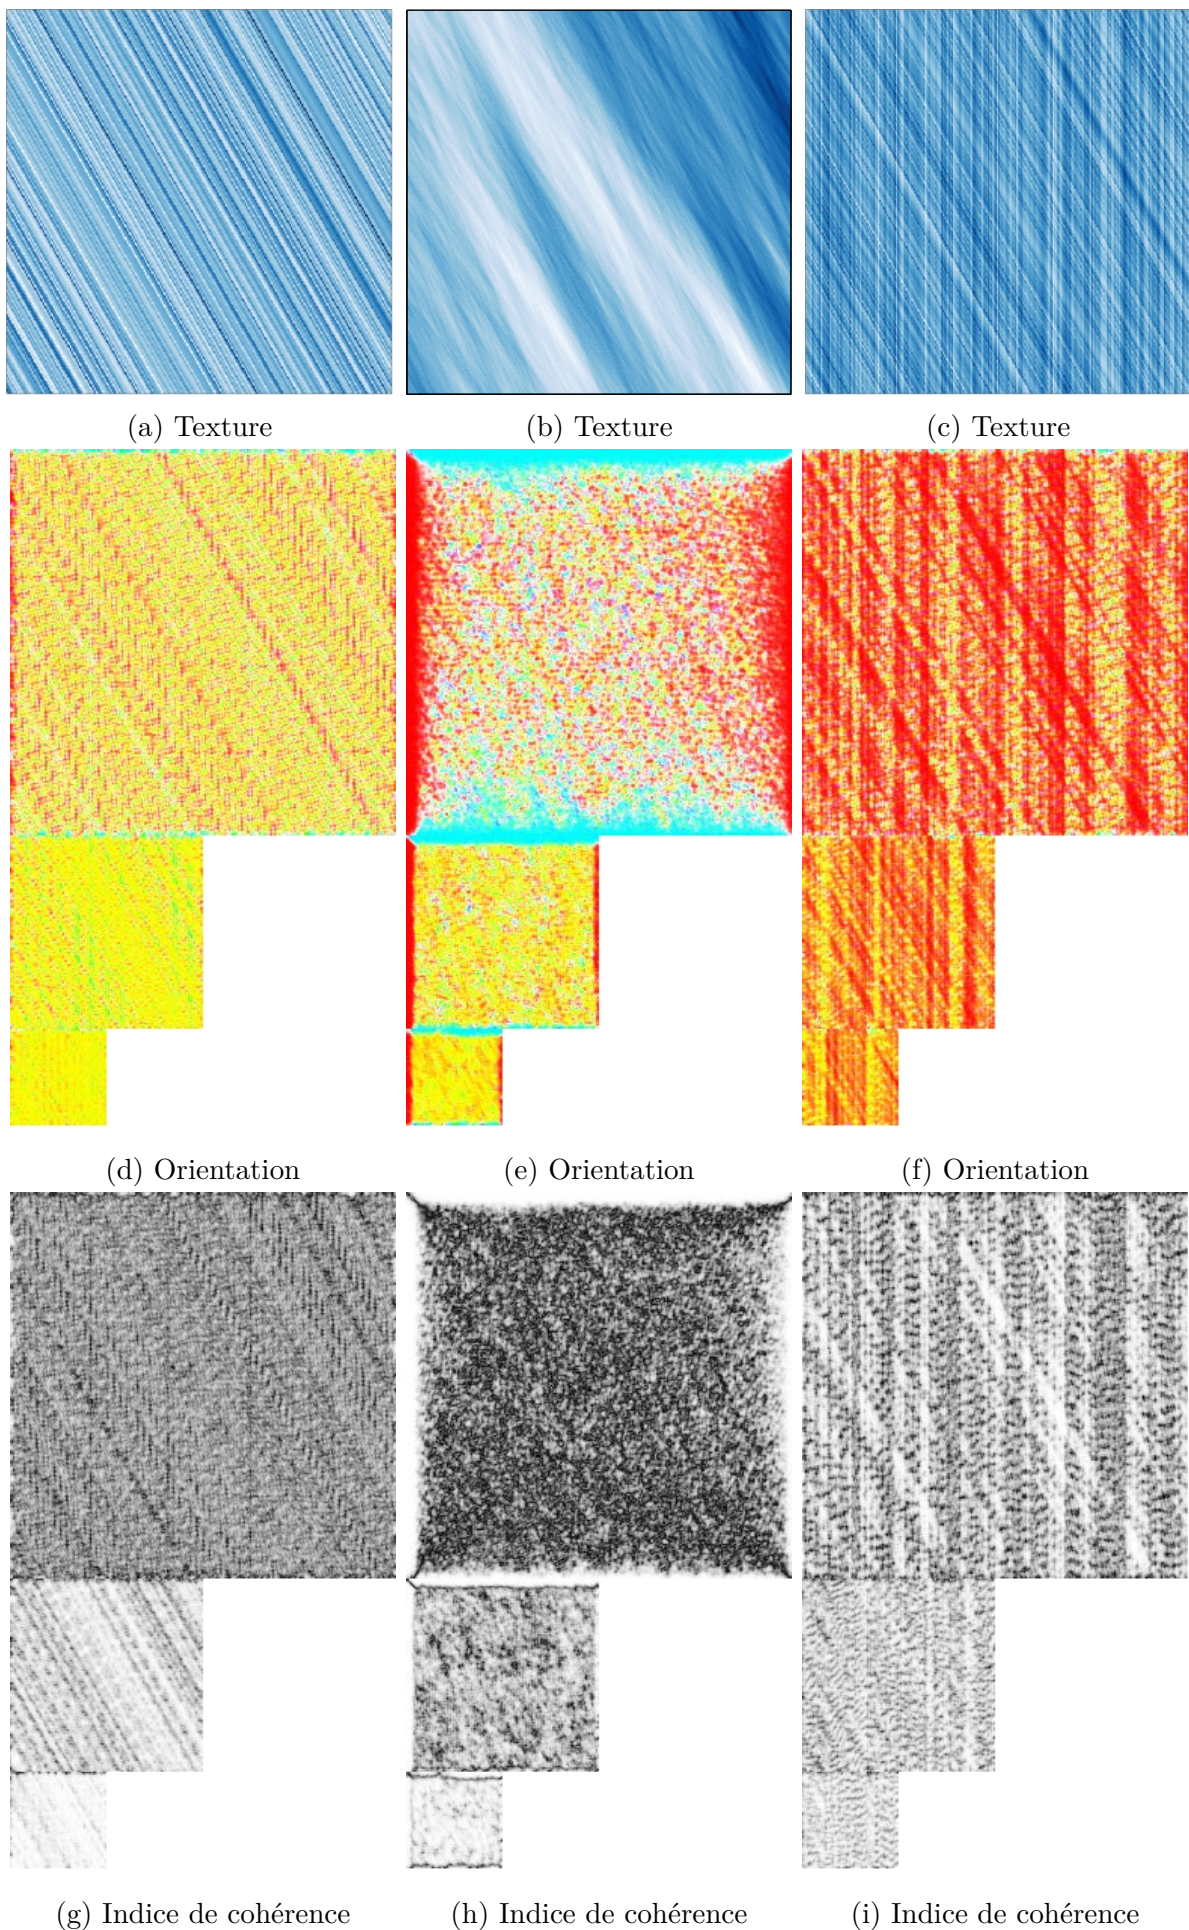 (a) Texture
(b) Texture
(c) Texture
(d) Orientation
(e) Orientation
(f) Orientation
(g) Indice de cohérence
(h) Indice de cohérence
(i) Indice de cohérence